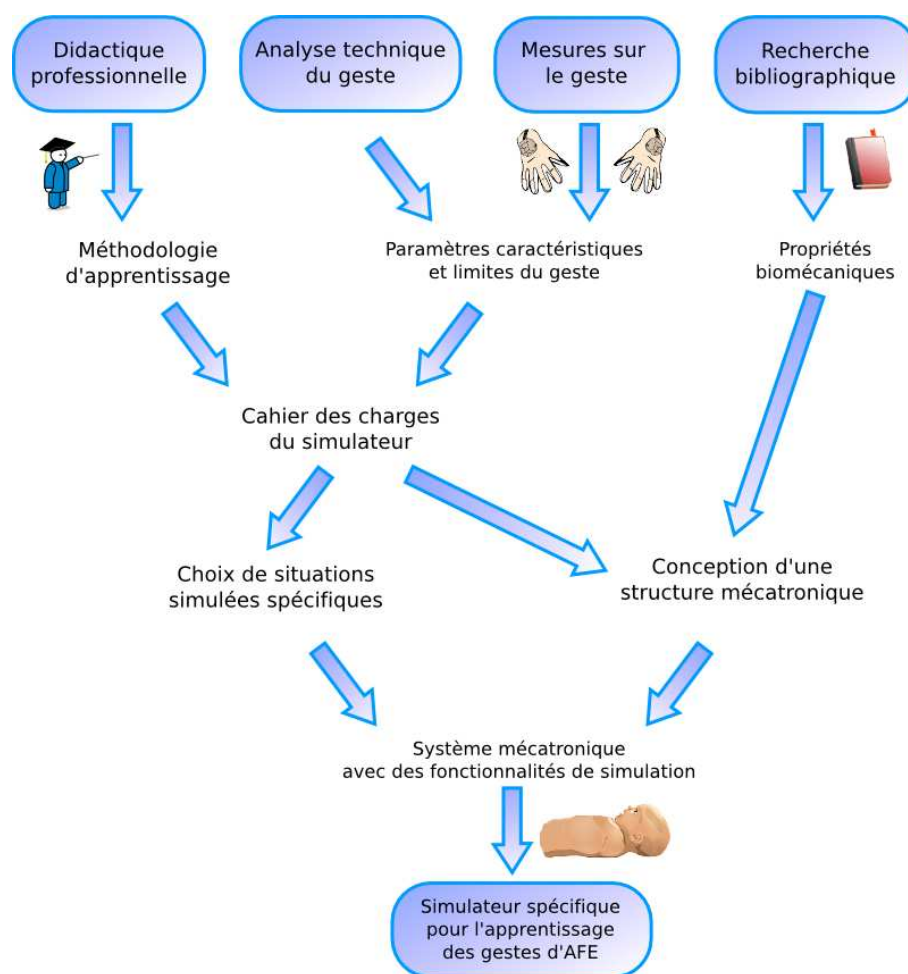 Didactique
professionnelle
Analyse technique
du geste
Mesures sur
le geste
Recherche
bibliographique
Méthodologie
d'apprentissage
Paramètres caractéristiques
et limites du geste
Propriétés
biomécaniques
Cahier des charges
du simulateur
Choix de situations
simulées spécifiques
Conception d'une
structure mécatronique
Système mécatronique
avec des fonctionnalités de simulation
Simulateur spécifique
pour l'apprentissage
des gestes d'AFE